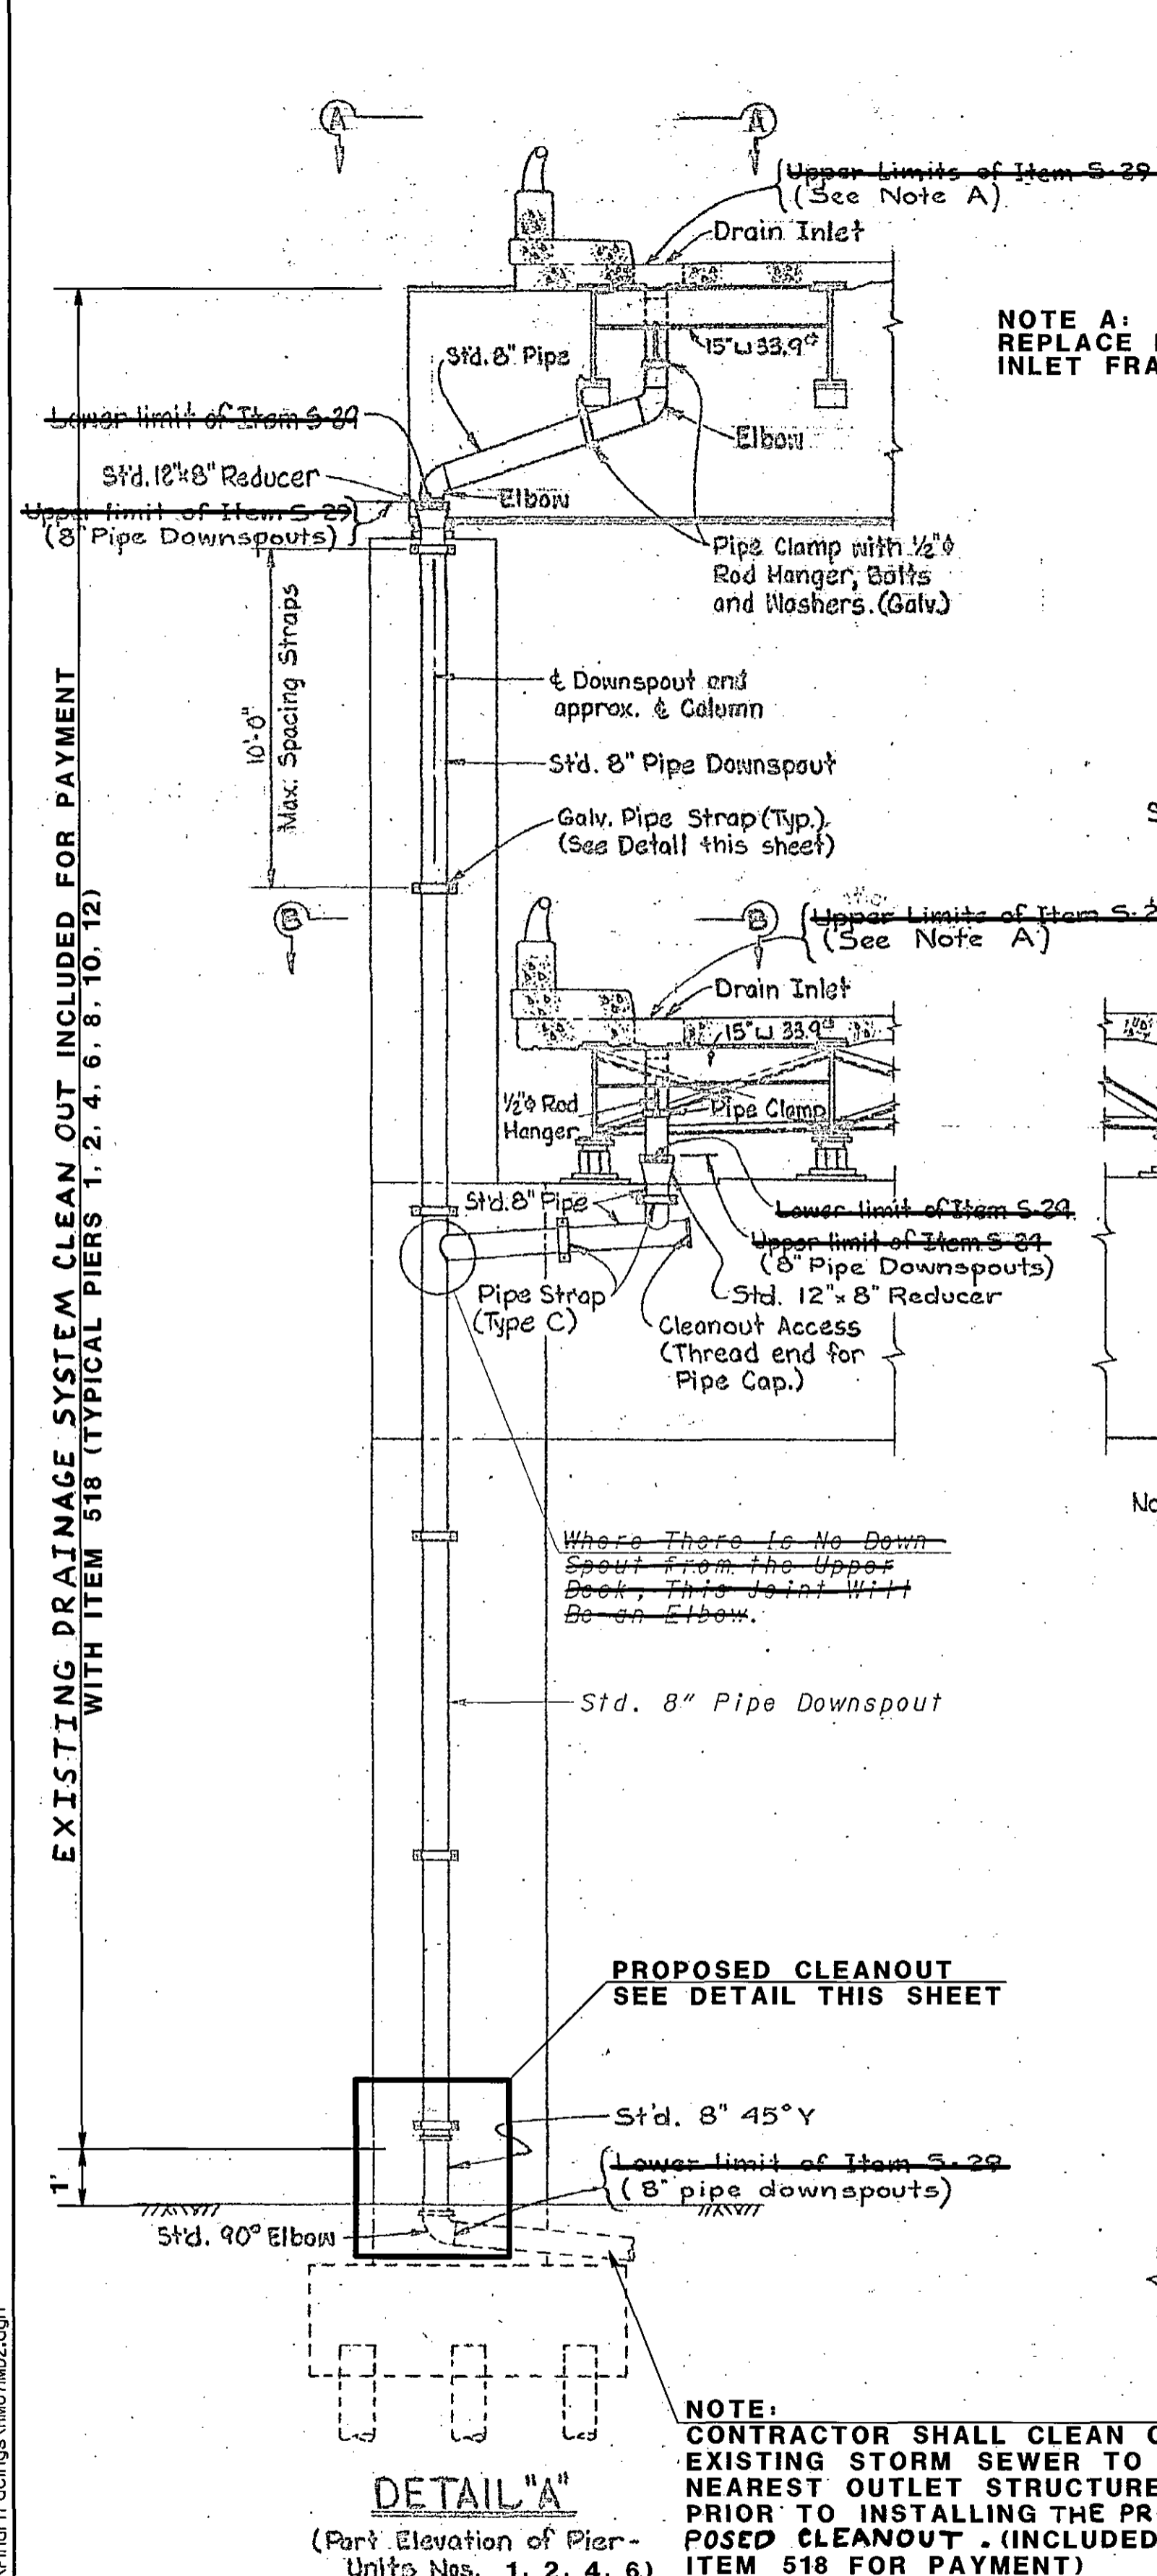 A
A
Upper Limits of Item S-29
(See Note A)
Drain Inlet
NOTE A:
REPLACE
INLET FRA
15" W 33.9#
Std. 8" Pipe
Lower limit of Item S-29
Elbow
Std. 12"x8" Reducer
Elbow
Upper limit of Item S-29
(8" Pipe Downspouts)
Pipe Clamp with 1/2"ϕ
Rod Hanger, Bolts
and Washers. (Galv.)
10'-0"
Max. Spacing Straps
℄ Downspout and
approx. ℄ Column
Std. 8" Pipe Downspout
Galv. Pipe Strap (Typ.)
(See Detail this sheet)
EXISTING DRAINAGE SYSTEM CLEAN OUT INCLUDED FOR PAYMENT
WITH ITEM 518 (TYPICAL PIERS 1, 2, 4, 6, 8, 10, 12)
B
B
Upper Limits of Item S-2
(See Note A)
Drain Inlet
15" W 33.9#
1/2"ϕ Rod
Hanger
Pipe Clamp
Std. 8" Pipe
Lower limit of Item S-29
Upper limit of Item S-29
(8" Pipe Downspouts)
Std. 12"x 8" Reducer
Pipe Strap
(Type C)
Cleanout Access
(Thread end for
Pipe Cap.)
No
Where There Is No Down
Spout from the Upper
Deck, This Joint Will
Be an Elbow.
Std. 8" Pipe Downspout
PROPOSED CLEANOUT
SEE DETAIL THIS SHEET
Std. 8" 45° Y
Lower limit of Item S-29
(8" pipe downspouts)
1'
Std. 90° Elbow
NOTE:
CONTRACTOR SHALL CLEAN
EXISTING STORM SEWER TO
NEAREST OUTLET STRUCTURE
PRIOR TO INSTALLING THE PRO-
POSED CLEANOUT. (INCLUDED
ITEM 518 FOR PAYMENT)
DETAIL "A"
(Part Elevation of Pier-
Units Nos. 1, 2, 4, 6)